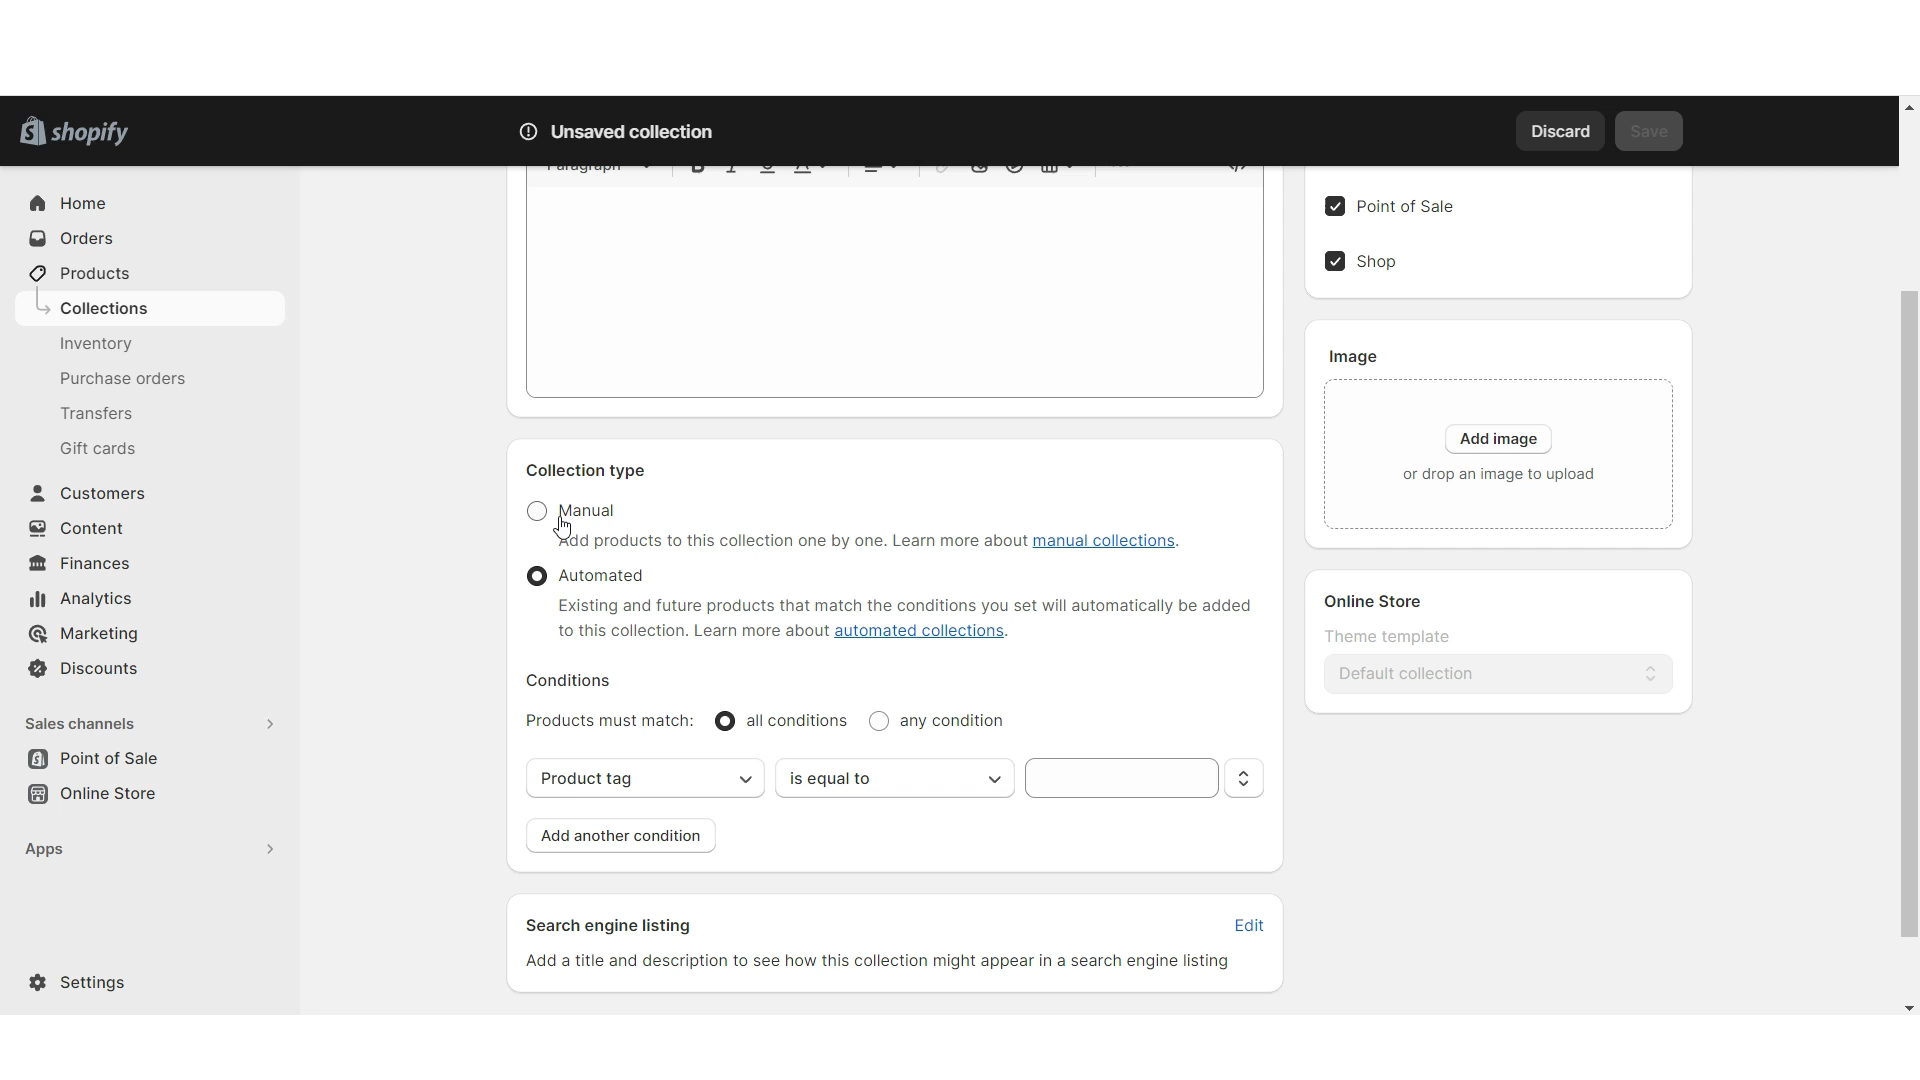 shopify
Unsaved collection
Discard
Save
Home
Orders
Products
Collections
Inventory
Purchase orders
Transfers
Gift cards
Customers
Content
Finances
Analytics
Marketing
Discounts
Sales channels
Point of Sale
Online Store
Apps
Settings
Paragraph
Collection type
Manual
Add products to this collection one by one. Learn more about manual collections.
Automated
Existing and future products that match the conditions you set will automatically be added
to this collection. Learn more about automated collections.
Conditions
Products must match: all conditions any condition
Product tag is equal to
Add another condition
Search engine listing
Edit
Add a title and description to see how this collection might appear in a search engine listing
Point of Sale
Shop
Image
Add image
or drop an image to upload
Online Store
Theme template
Default collection